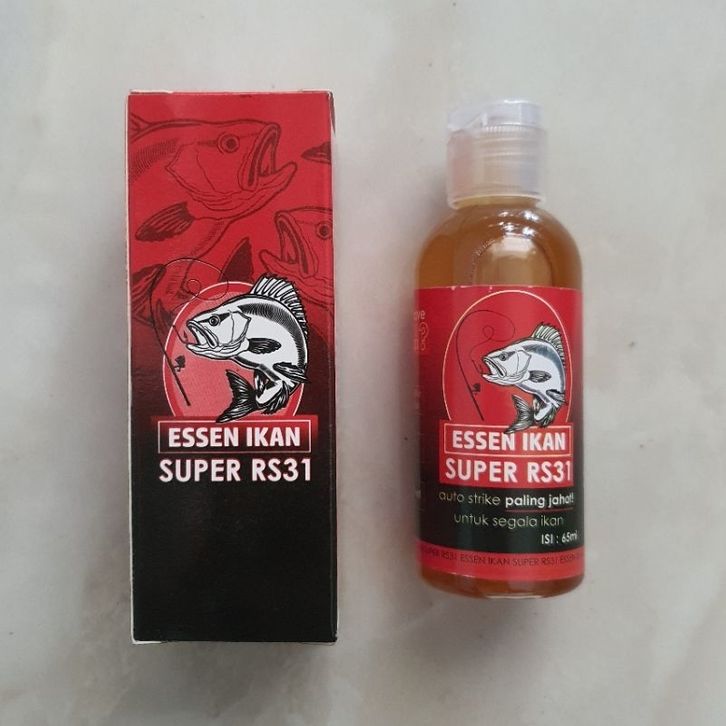 ESSEN IKAN
SUPER RS31
ESSEN IKAN
SUPER RS31
auto strike paling jahat!
untuk segala ikan
ISI : 65ml
SUPER RS31 ESSEN IKAN SUPER RS31 ESSEN